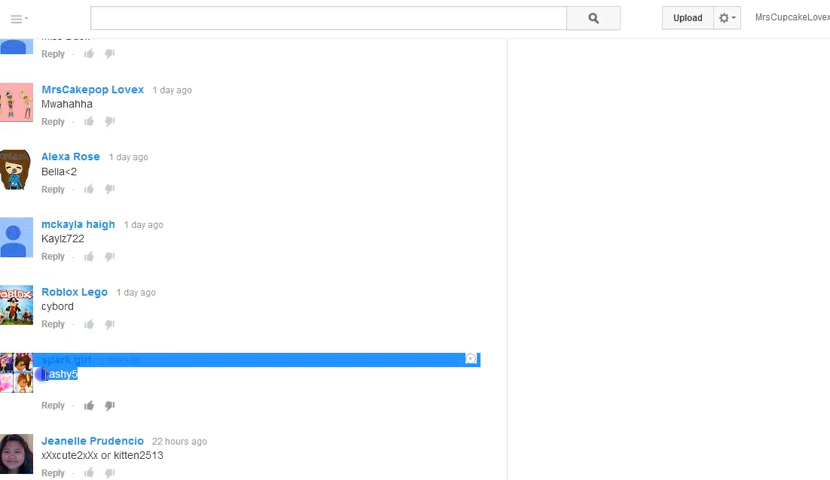 Upload
MrsCupcakeLovex
Reply
MrsCakepop Lovex 1 day ago
Mwahahha
Reply
Alexa Rose 1 day ago
Bella<2
Reply
mckayla haigh 1 day ago
Kaylz722
Reply
Roblox Lego 1 day ago
cybord
Reply
spark girl
ashy5
Reply
Jeanelle Prudencio 22 hours ago
xXxcute2xXx or kitten2513
Reply